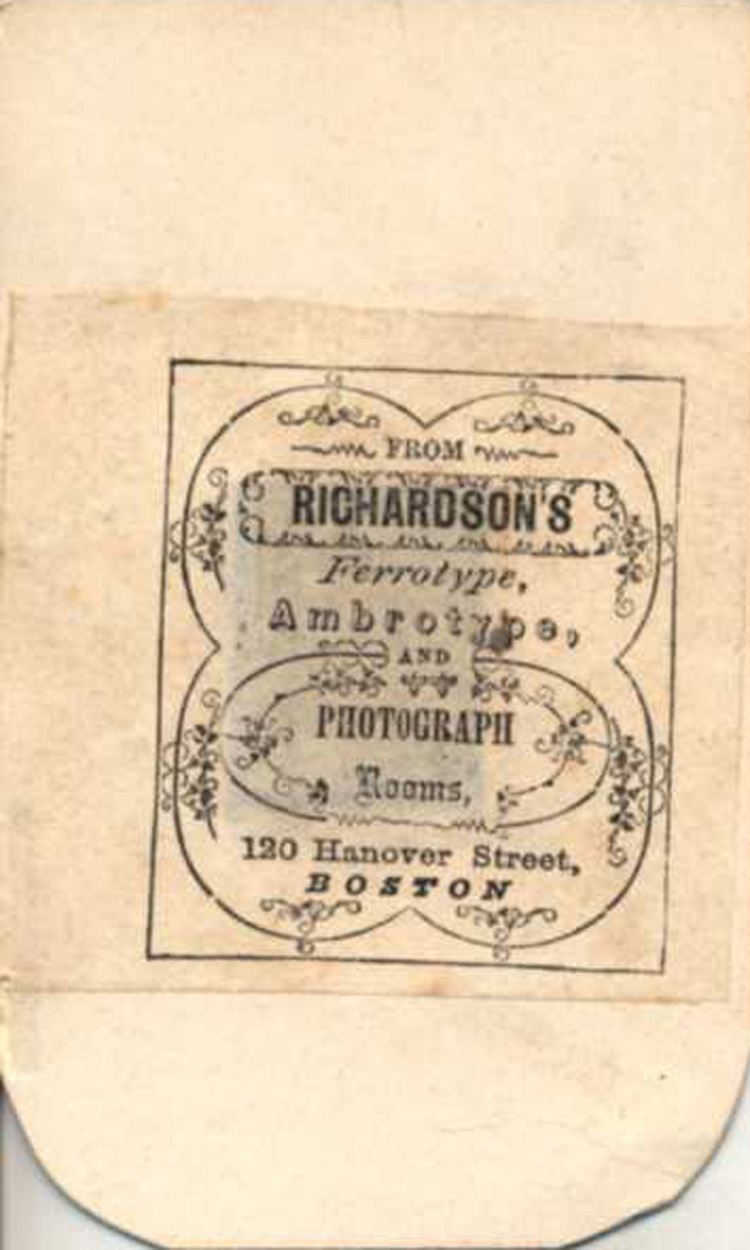 FROM
RICHARDSON'S
Ferrotype,
Ambrotype,
AND
PHOTOGRAPH
Rooms,
120 Hanover Street,
BOSTON